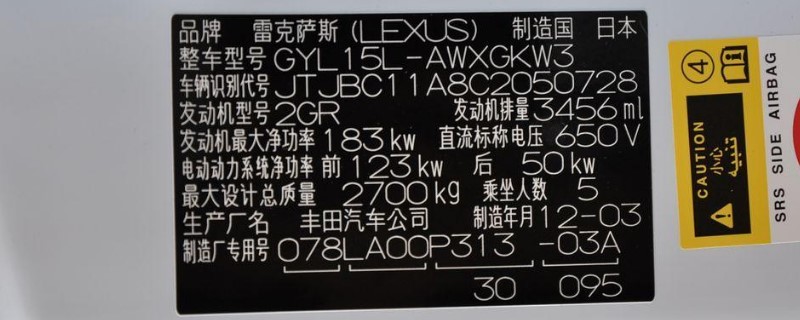 品牌 雷克萨斯(LEXUS) 制造国 日本
整车型号 GYL15L-AWXGKW3
车辆识别代号 JTJBC11A8C2050728
发动机型号 2GR 发动机排量 3456ml
发动机最大净功率 183kw 直流标称电压 650V
电动动力系统净功率 前 123kw 后 50kw
最大设计总质量 2700kg 乘坐人数 5
生产厂名 丰田汽车公司 制造年月 12-03
制造厂专用号 078LA00P313 -03A
30 095
4
CAUTION
小心
تنبيه
SRS SIDE AIRBAG